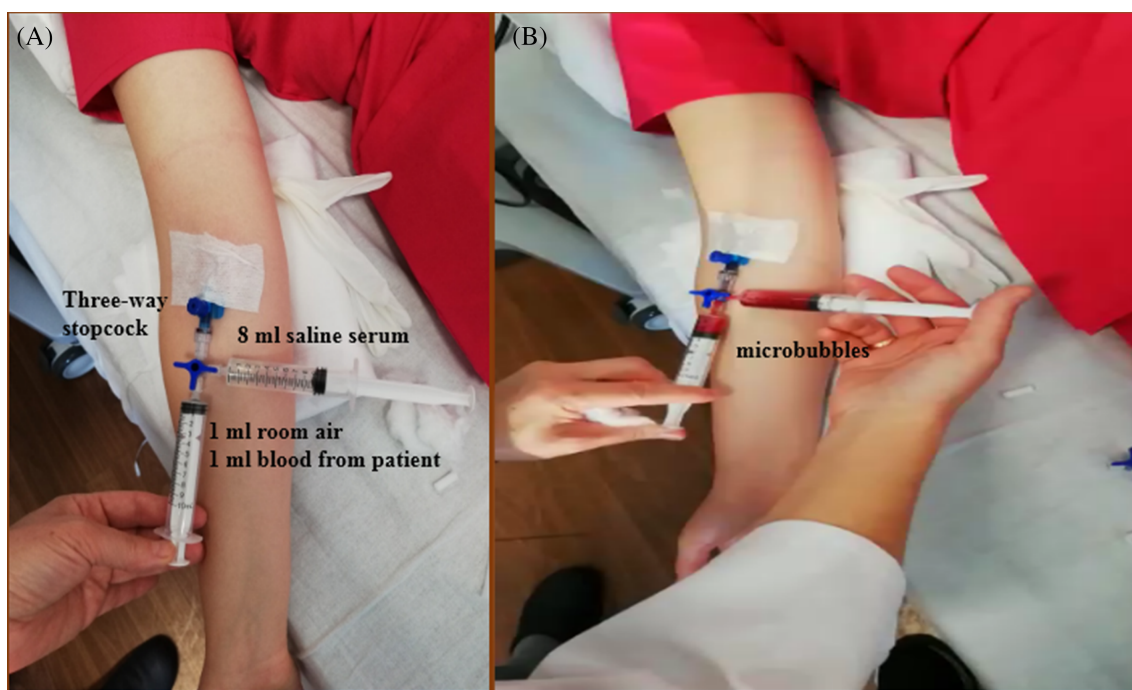 (A)
Three-way
stopcock
8 ml saline serum
1 ml room air
1 ml blood from patient
(B)
microbubbles